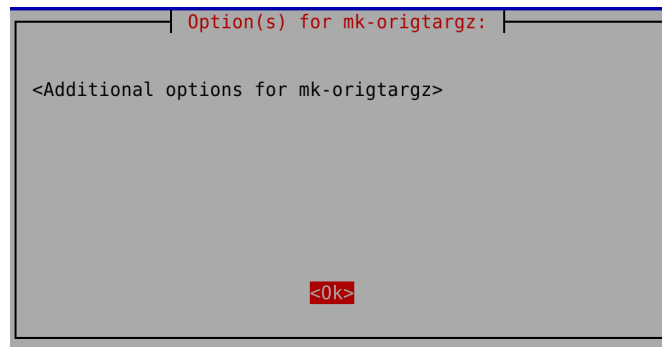 Option(s) for mk-origtargz:
<Additional options for mk-origtargz>
<Ok>